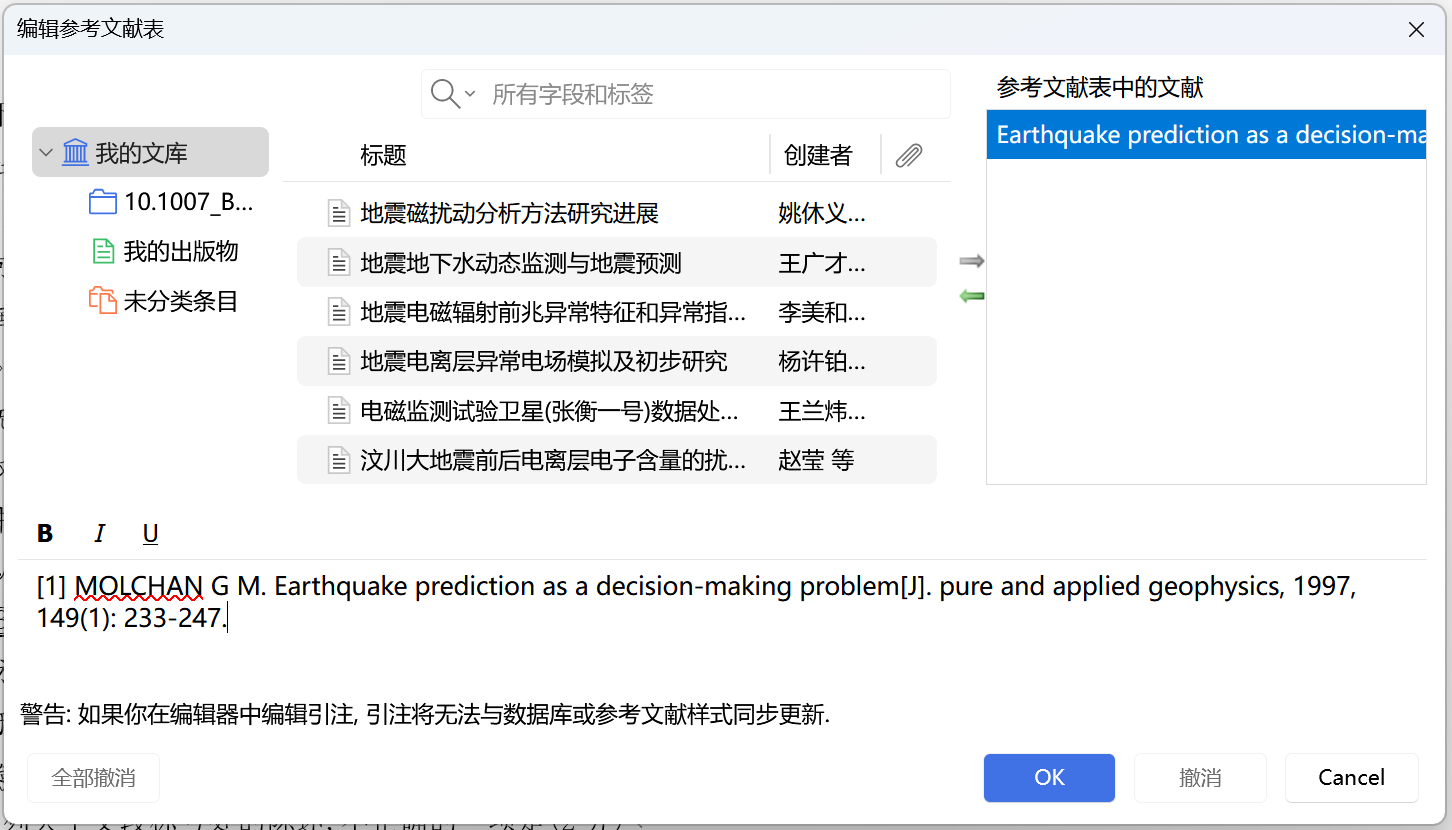 编辑参考文献表
所有字段和标签
参考文献表中的文献
我的文库
10.1007_B...
我的出版物
未分类条目
标题 创建者
地震磁扰动分析方法研究进展 姚休义...
地震地下水动态监测与地震预测 王广才...
地震电磁辐射前兆异常特征和异常指... 李美和...
地震电离层异常电场模拟及初步研究 杨许铂...
电磁监测试验卫星(张衡一号)数据处... 王兰炜...
汶川大地震前后电离层电子含量的扰... 赵莹 等
Earthquake prediction as a decision-ma
B I U
[1] MOLCHAN G M. Earthquake prediction as a decision-making problem[J]. pure and applied geophysics, 1997,
149(1): 233-247.
警告: 如果你在编辑器中编辑引注, 引注将无法与数据库或参考文献样式同步更新.
全部撤消 OK 撤消 Cancel